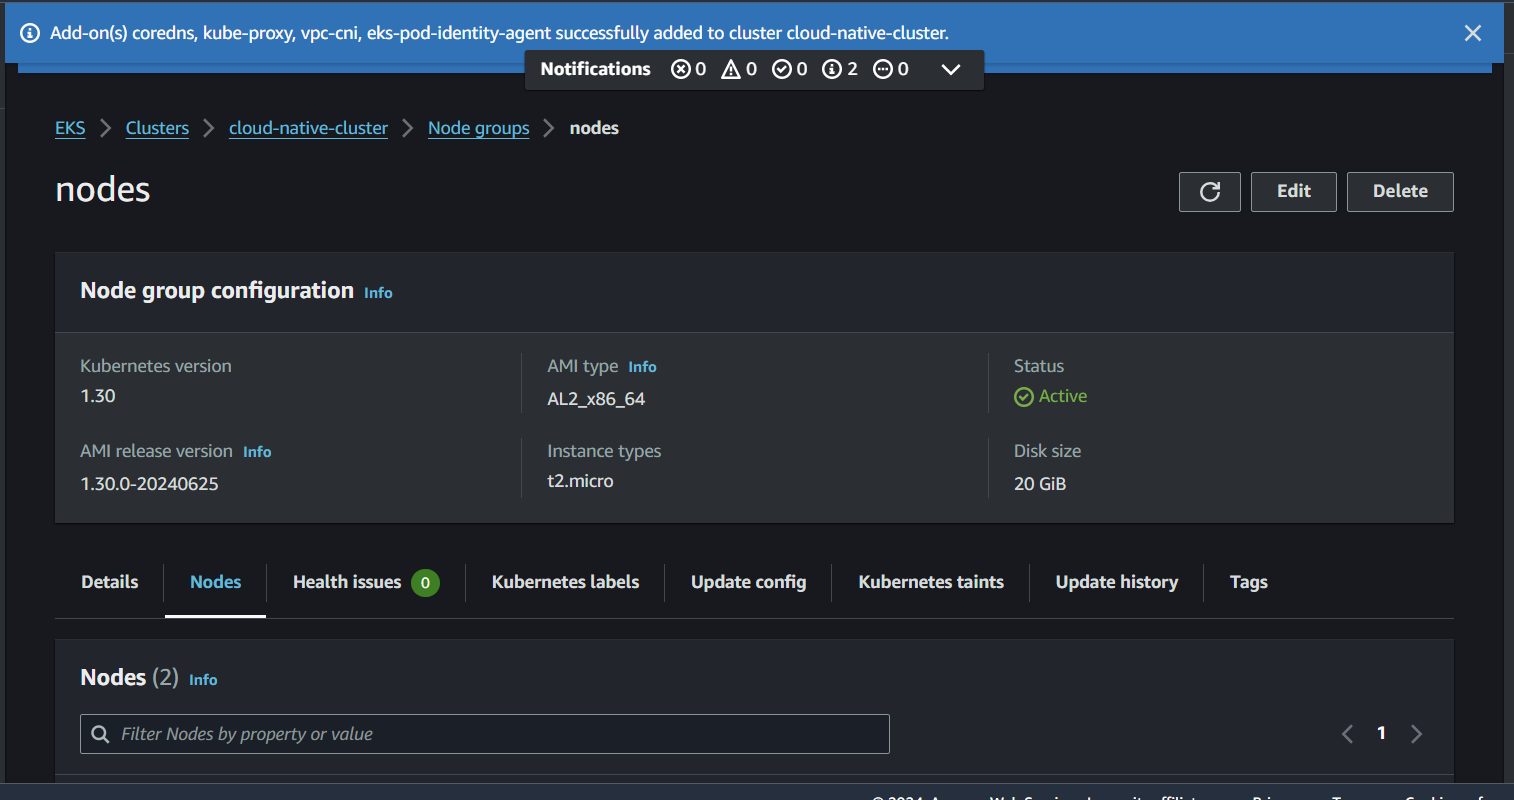 Add-on(s) coredns, kube-proxy, vpc-cni, eks-pod-identity-agent successfully added to cluster cloud-native-cluster.
Notifications 0 0 0 2 0
EKS Clusters cloud-native-cluster Node groups nodes
nodes
Edit Delete
Node group configuration Info
Kubernetes version
1.30
AMI type Info
AL2_x86_64
Status
Active
AMI release version Info
1.30.0-20240625
Instance types
t2.micro
Disk size
20 GiB
Details Nodes Health issues 0 Kubernetes labels Update config Kubernetes taints Update history Tags
Nodes (2) Info
Filter Nodes by property or value
1